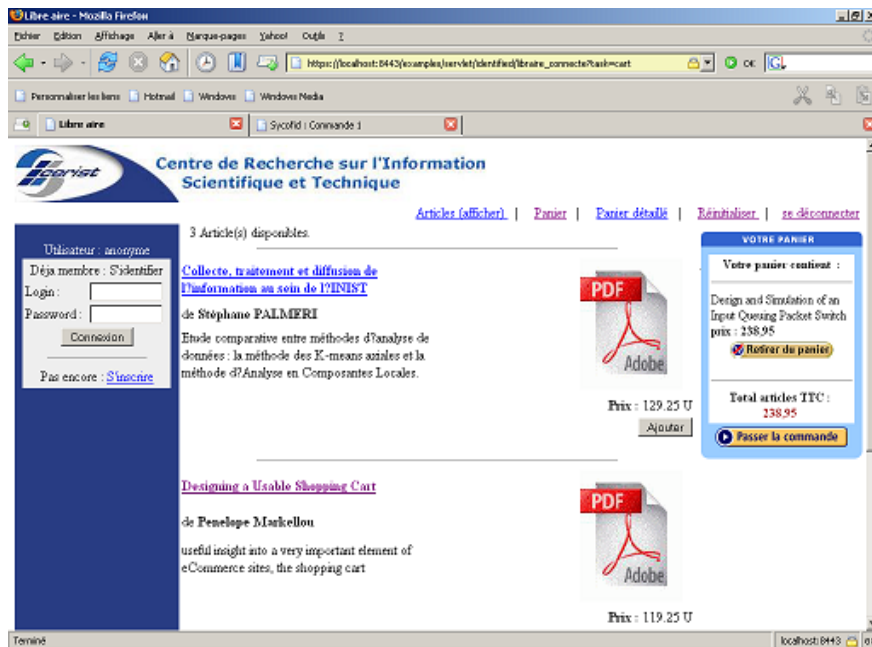 Libre aire - Mozilla Firefox
Fichier Edition Affichage Aller à Marque-pages Yahoo! Outils ?
https://localhost:8443/examples/servlet/identified/libraire_connecte?task=cart
OK
Personnaliser les liens Hotmail Windows Windows Media
Libre aire
Sycofid : Commande 1
cerist
Centre de Recherche sur l'Information
Scientifique et Technique
Articles (afficher) | Panier | Panier détaillé | Réinitialiser | se déconnecter
Utilisateur : anonyme
Déja membre : S'identifier
Login :
Password :
Connexion
Pas encore : S'inscrire
3 Article(s) disponibles.
Collecte, traitement et diffusion de
l?information au sein de l?INIST
de Stéphane PALMERI
Etude comparative entre méthodes d?analyse de
données : la méthode des K-means axiales et la
méthode d?Analyse en Composantes Locales.
PDF
Adobe
Prix : 129.25 U
Ajouter
Designing a Usable Shopping Cart
de Penelope Markellou
useful insight into a very important element of
eCommerce sites, the shopping cart
PDF
Adobe
Prix : 119.25 U
VOTRE PANIER
Votre panier contient :
Design and Simulation of an
Input Queuing Packet Switch
prix : 238,95
Retirer du panier
Total articles TTC :
238,95
Passer la commande
Terminé
localhost:8443